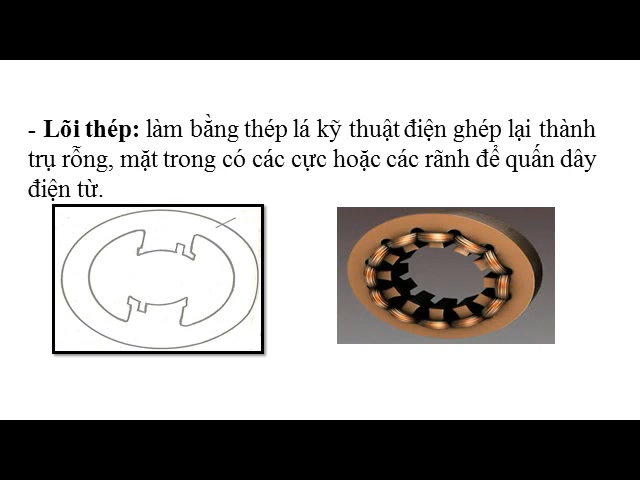 - Lõi thép: làm bằng thép lá kỹ thuật điện ghép lại thành
trụ rỗng, mặt trong có các cực hoặc các rãnh để quấn dây
điện từ.